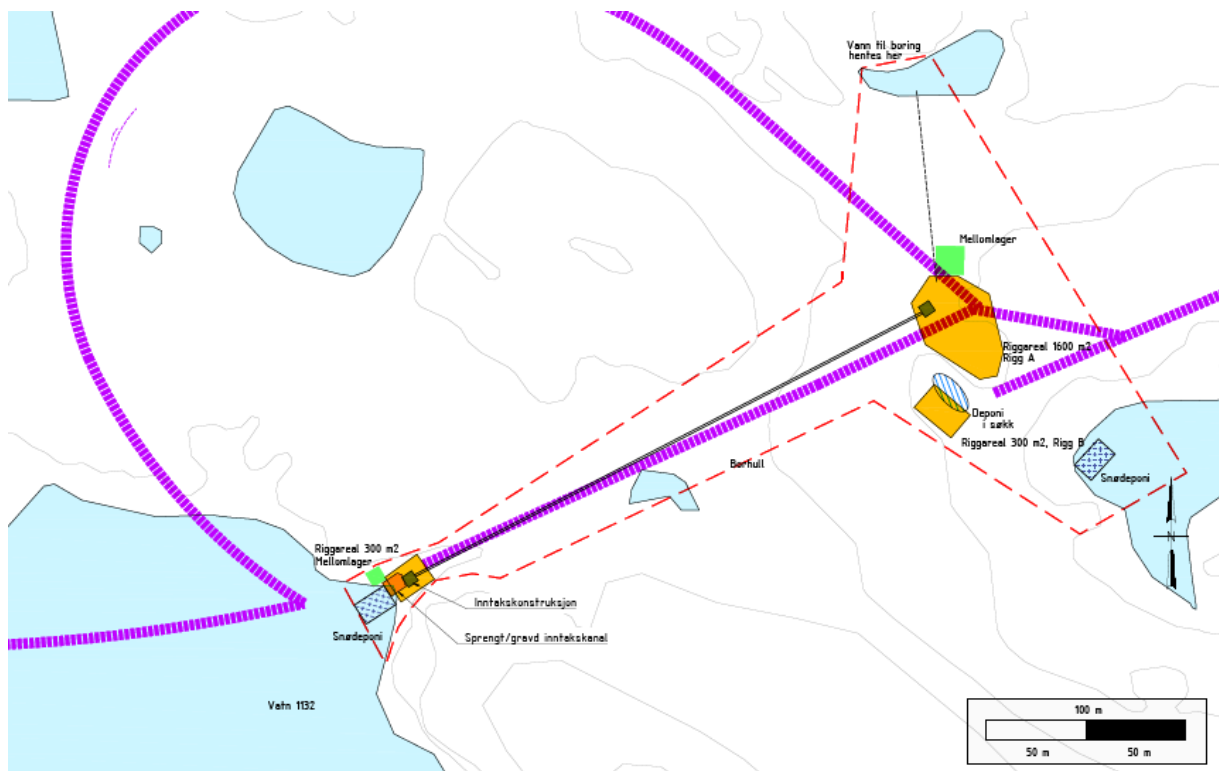 Vann til boring
hentes her
Mellomlager
Riggareal 1600 m2
Rigg A
Deponi
i søkk
Riggareal 300 m2, Rigg B
Borhull
Snødeponi
N
Riggareal 300 m2
Mellomlager
Inntakskonstruksjon
Sprengt/gravd inntakskanal
Snødeponi
Vatn 1132
100 m
50 m 50 m